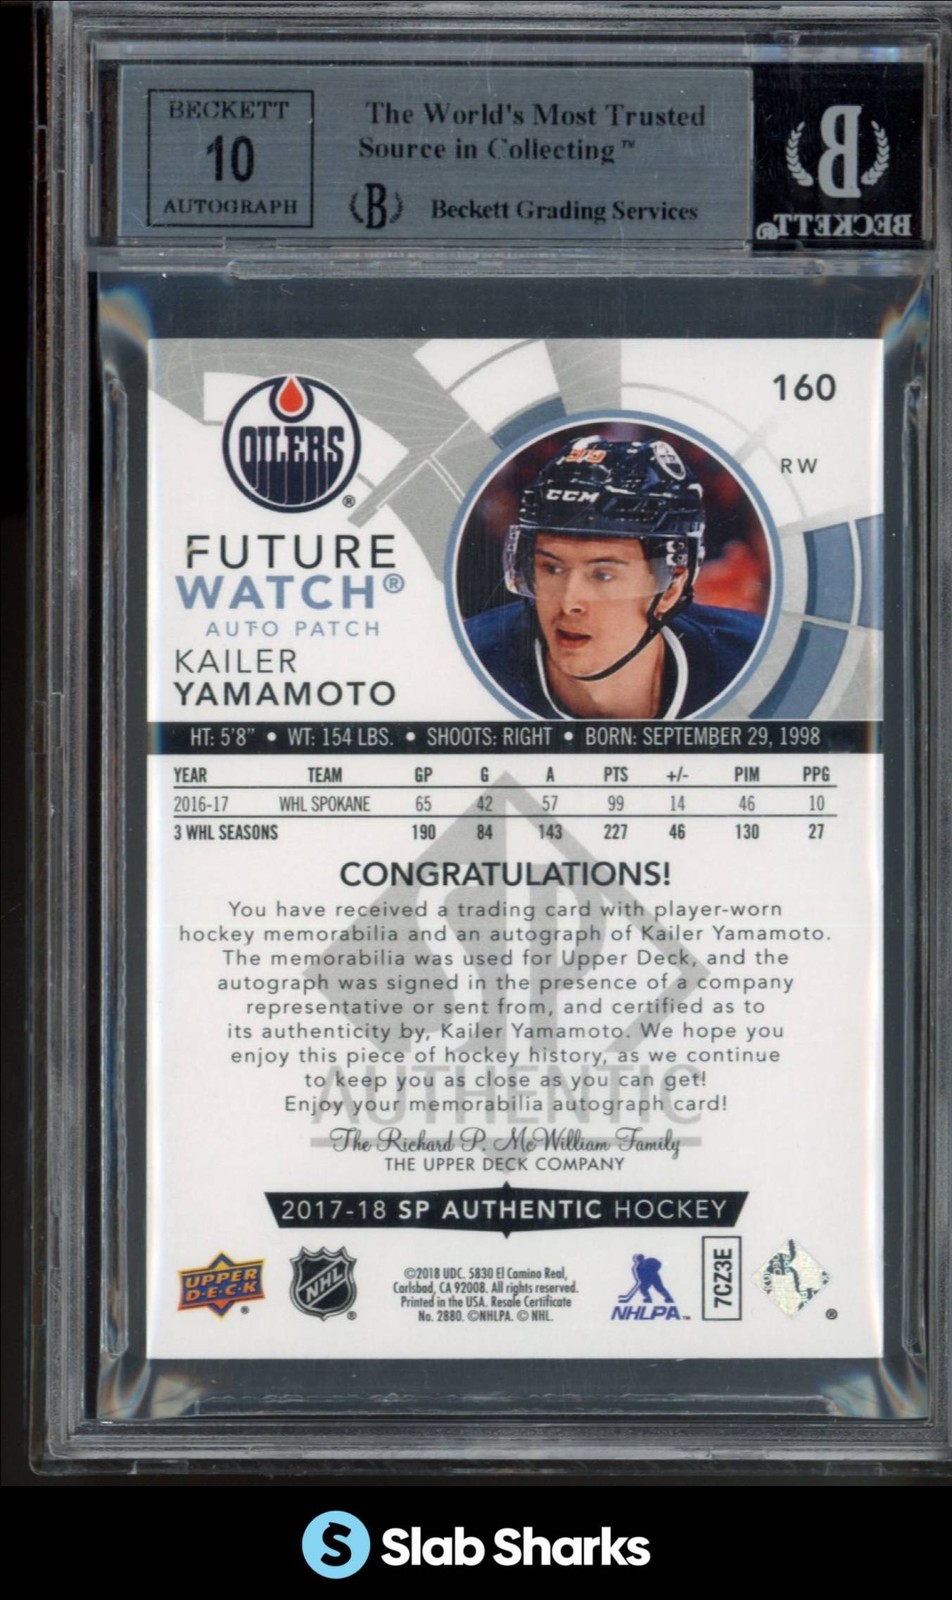 BECKETT
10
AUTOGRAPH
The World's Most Trusted
Source in Collecting™
B
Beckett Grading Services
B
BECKETT®
160
RW
OILERS
®
FUTURE
WATCH®
AUTO PATCH
KAILER
YAMAMOTO
CCM
HT: 5'8" • WT: 154 LBS. • SHOOTS: RIGHT • BORN: SEPTEMBER 29, 1998
YEAR TEAM GP G A PTS +/- PIM PPG
2016-17 WHL SPOKANE 65 42 57 99 14 46 10
3 WHL SEASONS 190 84 143 227 46 130 27
CONGRATULATIONS!
You have received a trading card with player-worn
hockey memorabilia and an autograph of Kailer Yamamoto.
The memorabilia was used for Upper Deck, and the
autograph was signed in the presence of a company
representative or sent from, and certified as to
its authenticity by, Kailer Yamamoto. We hope you
enjoy this piece of hockey history, as we continue
to keep you as close as you can get!
Enjoy your memorabilia autograph card!
SP
AUTHENTIC
The Richard P. McWilliam Family
THE UPPER DECK COMPANY
2017-18 SP AUTHENTIC HOCKEY
UPPER
D·E·C·K
®
NHL
®
©2018 UDC. 5830 El Camino Real,
Carlsbad, CA 92008. All rights reserved.
Printed in the USA. Resale Certificate
No. 2880. ©NHLPA. © NHL.
NHLPA™
7CZ3E
®
S Slab Sharks